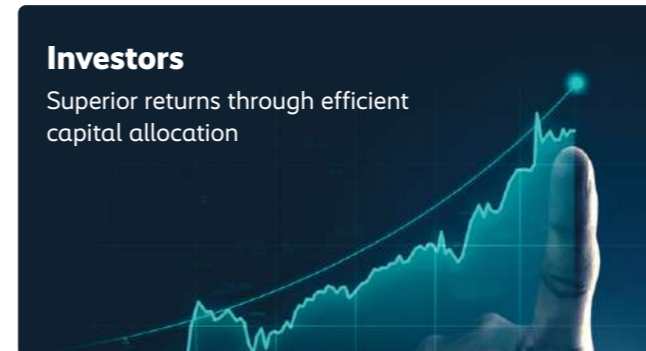 Investors
Superior returns through efficient
capital allocation